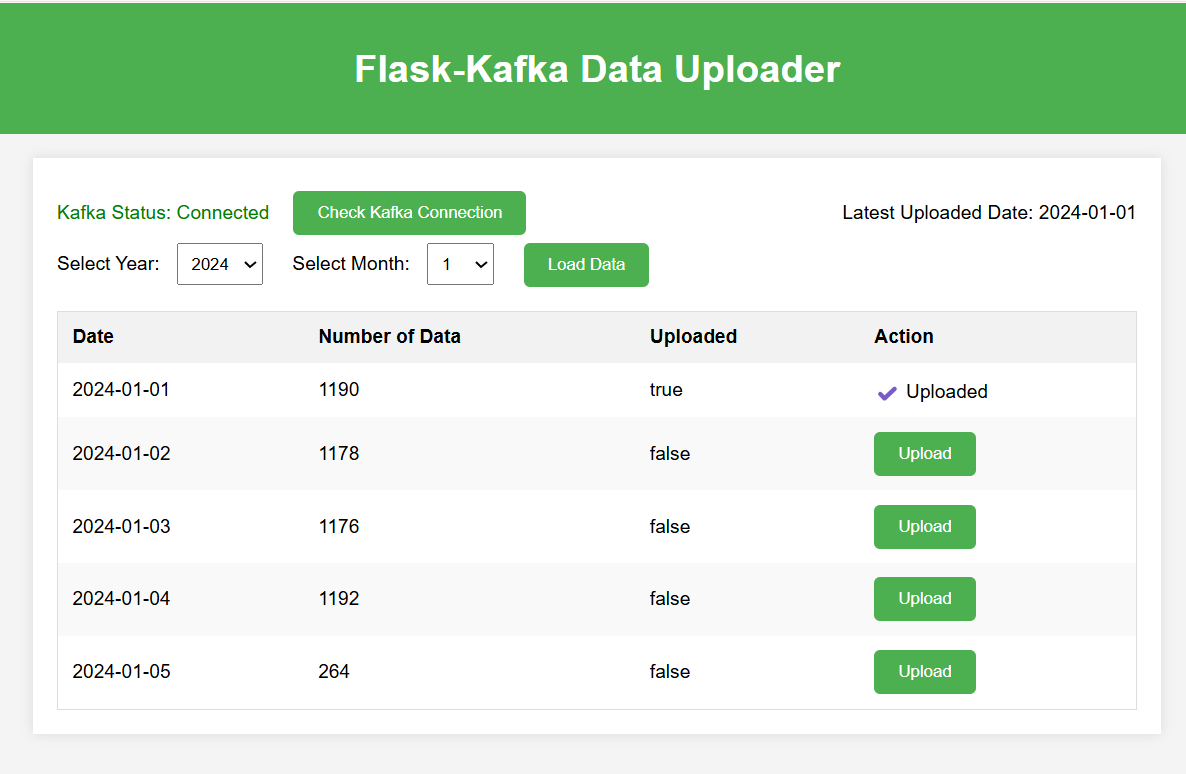 Flask-Kafka Data Uploader
Kafka Status: Connected Check Kafka Connection Latest Uploaded Date: 2024-01-01
Select Year: 2024 Select Month: 1 Load Data
Date Number of Data Uploaded Action
2024-01-01 1190 true Uploaded
2024-01-02 1178 false Upload
2024-01-03 1176 false Upload
2024-01-04 1192 false Upload
2024-01-05 264 false Upload